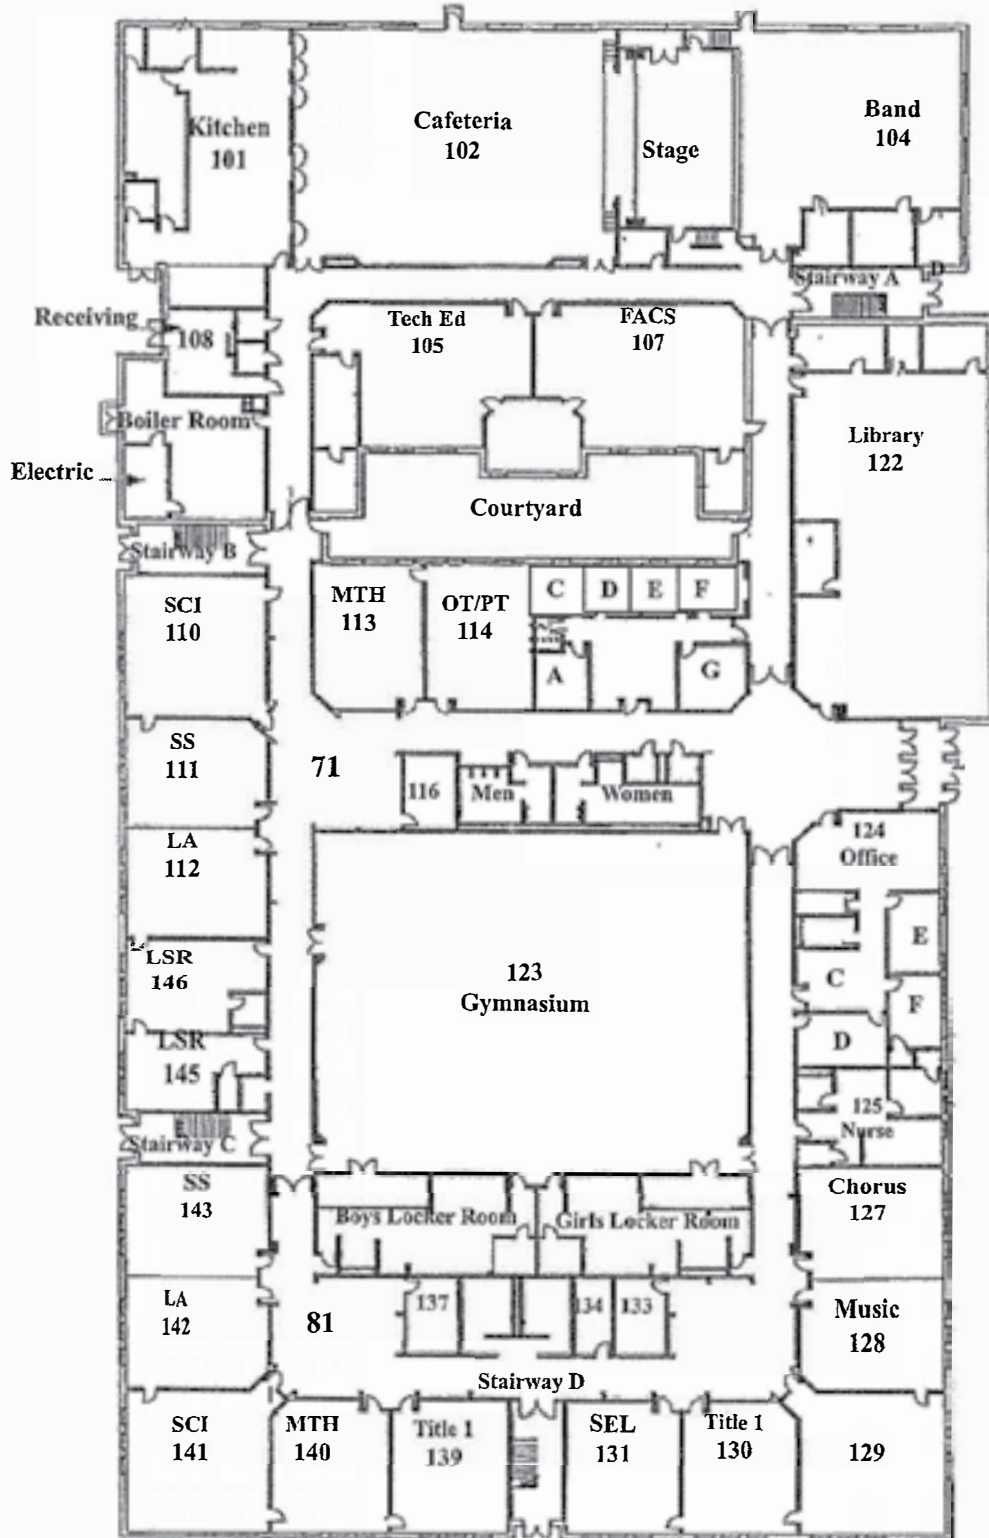 Kitchen
101
Cafeteria
102
Stage
Band
104
Stairway A
D
Receiving
108
Tech Ed
105
FACS
107
Boiler Room
Electric
Library
122
Courtyard
Stairway B
SCI
110
MTH
113
OT/PT
114
C
D
E
F
A
G
SS
111
71
116
Men
Women
LA
112
124
Office
LSR
146
123
Gymnasium
E
C
F
D
LSR
145
125
Nurse
Stairway C
SS
143
Boys Locker Room
Girls Locker Room
Chorus
127
LA
142
81
137
134
133
Music
128
Stairway D
SCI
141
MTH
140
Title 1
139
SEL
131
Title 1
130
129